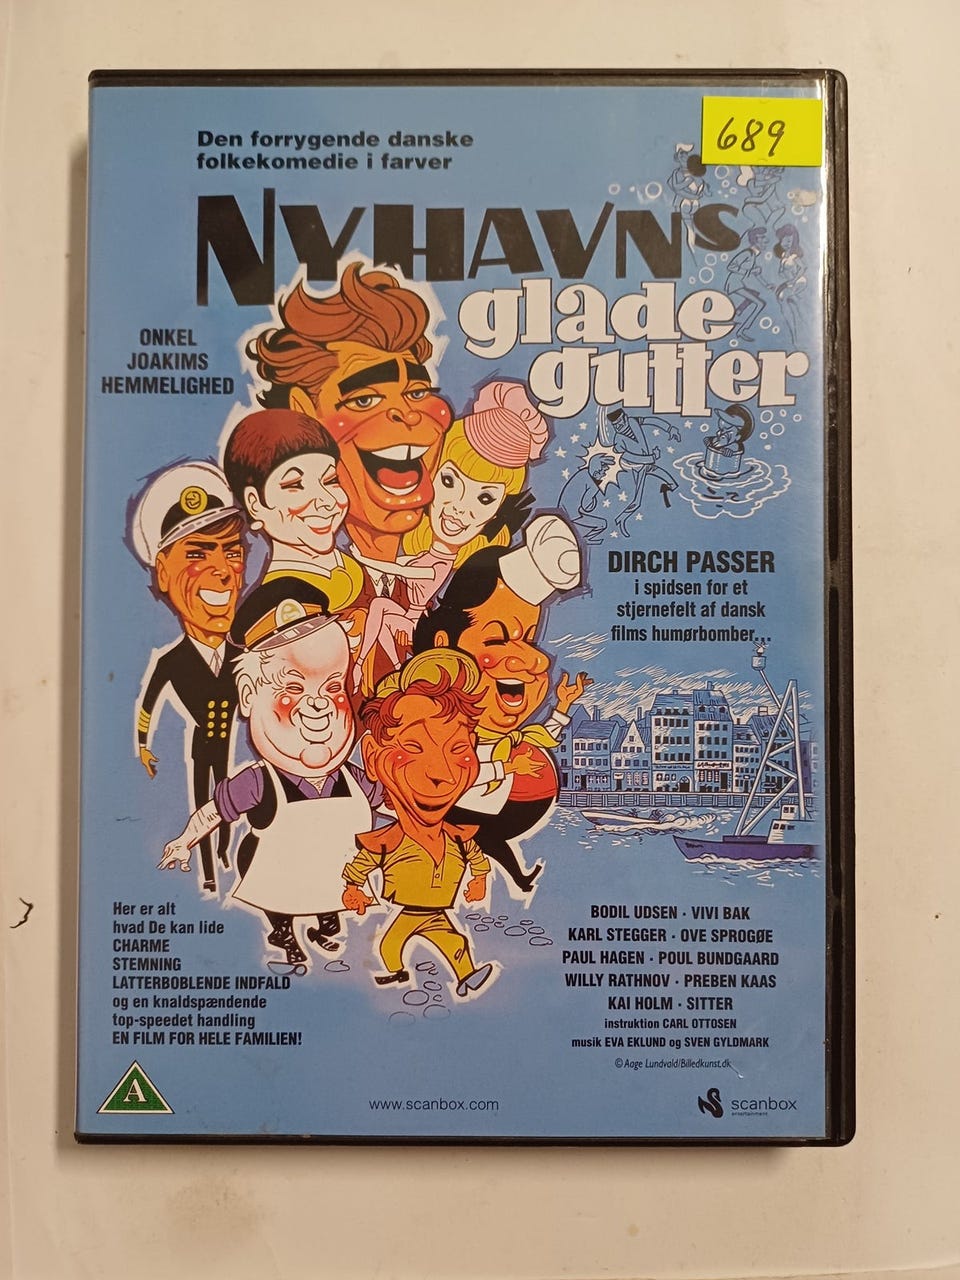 689
Den forrygende danske
folkekomedie i farver
NYHAVNS
glade
gutter
ONKEL
JOAKIMS
HEMMELIGHED
DIRCH PASSER
i spidsen for et
stjernefelt af dansk
films humørbomber...
Her er alt
hvad De kan lide
CHARME
STEMNING
LATTERBOBLENDE INDFALD
og en knaldspændende
top-speedet handling
EN FILM FOR HELE FAMILIEN!
BODIL UDSEN · VIVI BAK
KARL STEGGER · OVE SPROGØE
PAUL HAGEN · POUL BUNDGAARD
WILLY RATHNOV · PREBEN KAAS
KAI HOLM · SITTER
instruktion CARL OTTOSEN
musik EVA EKLUND og SVEN GYLDMARK
© Aage Lundvald/Billedkunst.dk
A
www.scanbox.com
scanbox
entertainment